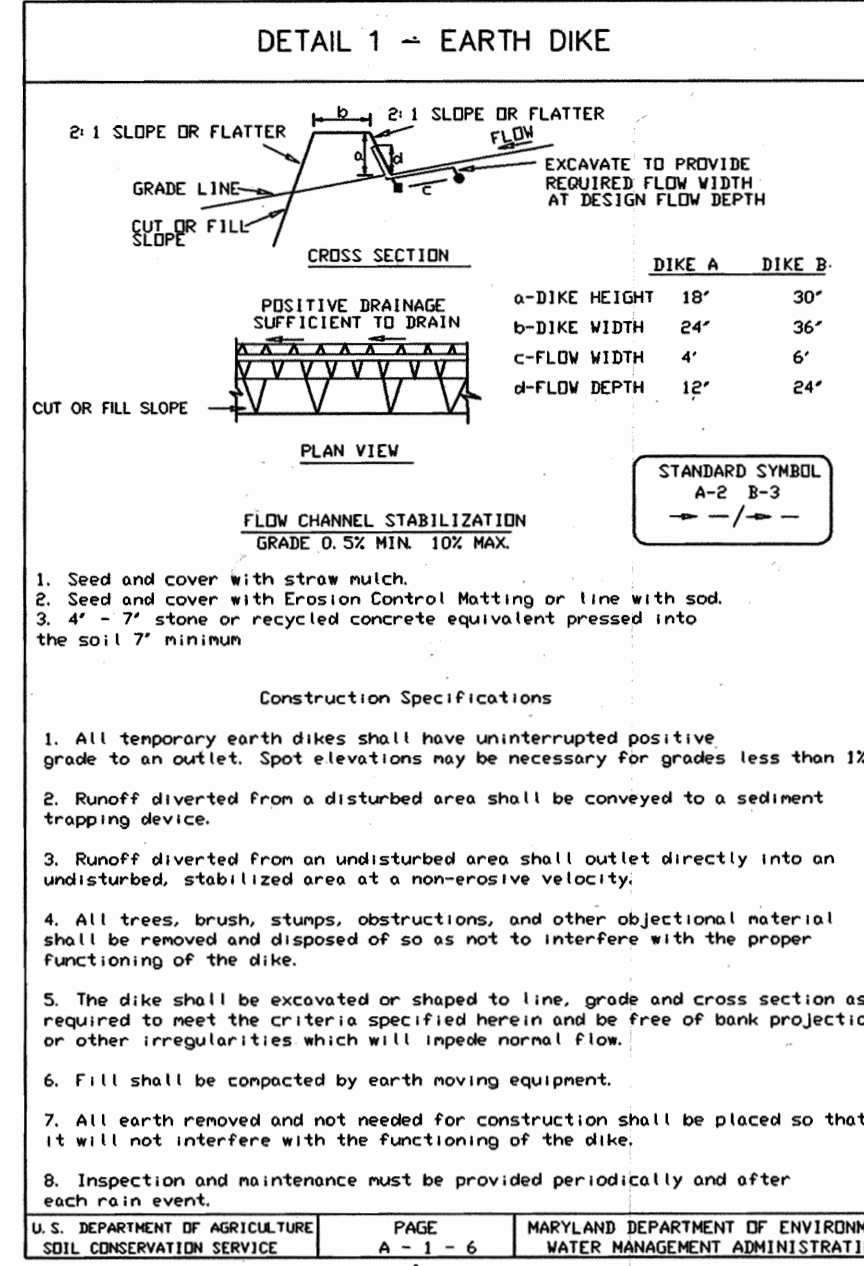 DETAIL 1 - EARTH DIKE
2:1 SLOPE OR FLATTER
b
2:1 SLOPE OR FLATTER
FLOW
a
d
c
GRADE LINE
EXCAVATE TO PROVIDE
REQUIRED FLOW WIDTH
AT DESIGN FLOW DEPTH
CUT OR FILL
SLOPE
CROSS SECTION
DIKE A DIKE B
a-DIKE HEIGHT 18" 30"
b-DIKE WIDTH 24" 36"
c-FLOW WIDTH 4' 6'
d-FLOW DEPTH 12" 24"
POSITIVE DRAINAGE
SUFFICIENT TO DRAIN
CUT OR FILL SLOPE
PLAN VIEW
STANDARD SYMBOL
A-2 B-3
/
FLOW CHANNEL STABILIZATION
GRADE 0.5% MIN. 10% MAX.
1. Seed and cover with straw mulch.
2. Seed and cover with Erosion Control Matting or line with sod.
3. 4" - 7" stone or recycled concrete equivalent pressed into
the soil 7" minimum
Construction Specifications
1. All temporary earth dikes shall have uninterrupted positive
grade to an outlet. Spot elevations may be necessary for grades less than 1%
2. Runoff diverted from a disturbed area shall be conveyed to a sediment
trapping device.
3. Runoff diverted from an undisturbed area shall outlet directly into an
undisturbed, stabilized area at a non-erosive velocity.
4. All trees, brush, stumps, obstructions, and other objectional material
shall be removed and disposed of so as not to interfere with the proper
functioning of the dike.
5. The dike shall be excavated or shaped to line, grade and cross section as
required to meet the criteria specified herein and be free of bank projectio
or other irregularities which will impede normal flow.
6. Fill shall be compacted by earth moving equipment.
7. All earth removed and not needed for construction shall be placed so that
it will not interfere with the functioning of the dike.
8. Inspection and maintenance must be provided periodically and after
each rain event.
U.S. DEPARTMENT OF AGRICULTURE
SOIL CONSERVATION SERVICE
PAGE
A - 1 - 6
MARYLAND DEPARTMENT OF ENVIRONM
WATER MANAGEMENT ADMINISTRATI